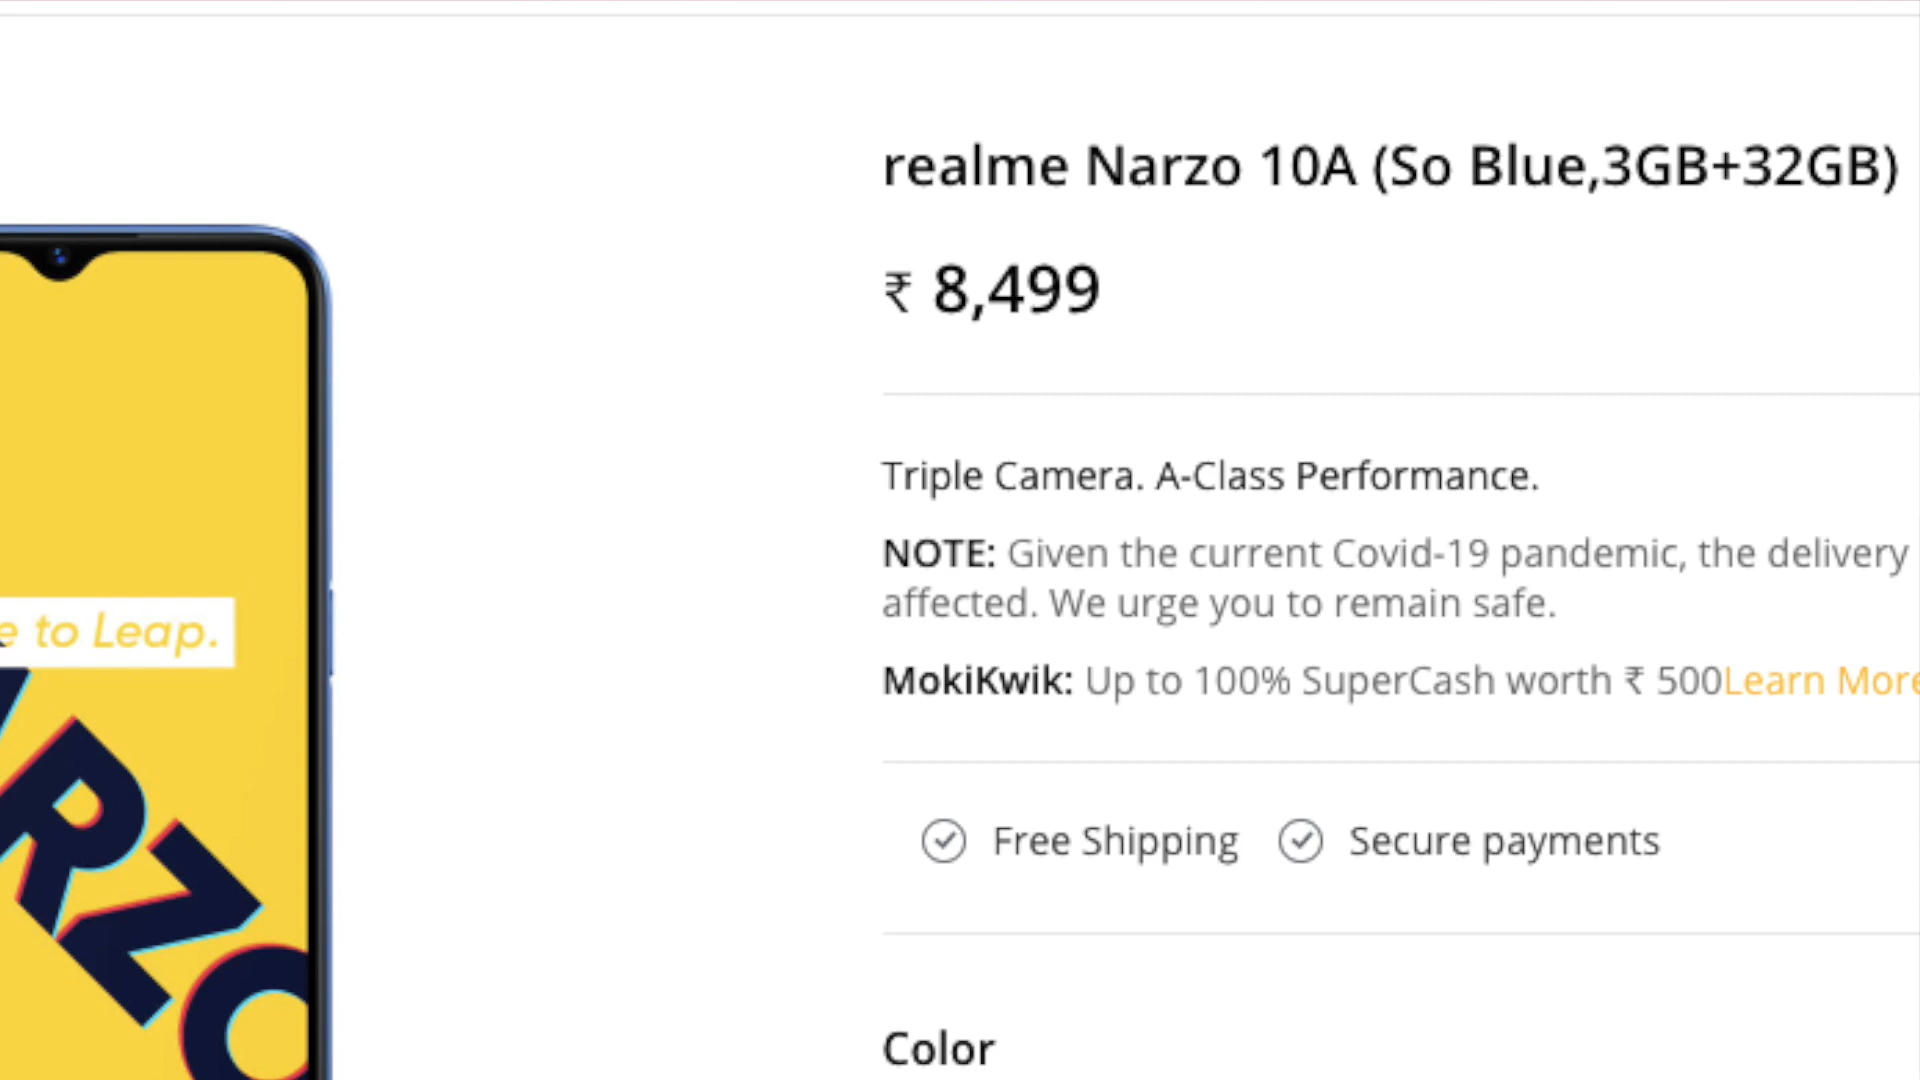 realme Narzo 10A (So Blue,3GB+32GB)
₹ 8,499
Triple Camera. A-Class Performance.
NOTE: Given the current Covid-19 pandemic, the delivery
affected. We urge you to remain safe.
MokiKwik: Up to 100% SuperCash worth ₹ 500Learn More
e to Leap.
RZO
Free Shipping Secure payments
Color